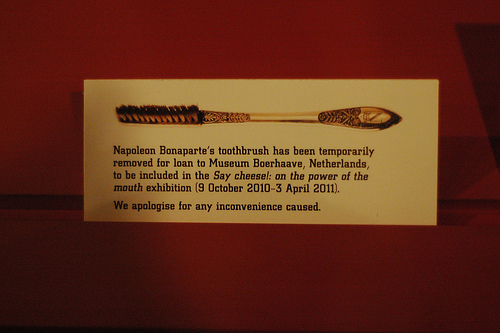 Napoleon Bonaparte's toothbrush has been temporarily
removed for loan to Museum Boerhaave, Netherlands,
to be included in the Say cheese!: on the power of the
mouth exhibition (9 October 2010–3 April 2011).
We apologise for any inconvenience caused.